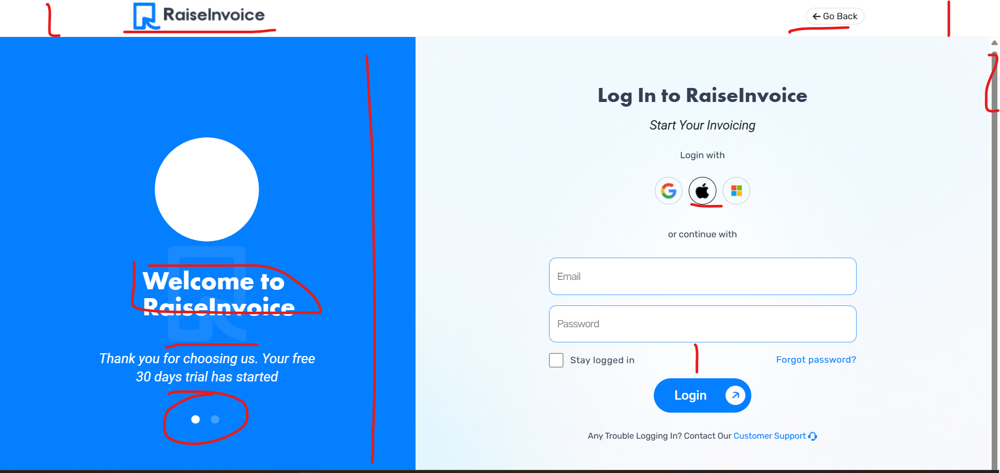 RaiseInvoice
Go Back
Welcome to
RaiseInvoice
Thank you for choosing us. Your free
30 days trial has started
Log In to RaiseInvoice
Start Your Invoicing
Login with
or continue with
Email
Password
Stay logged in
Forgot password?
Login
Any Trouble Logging In? Contact Our Customer Support